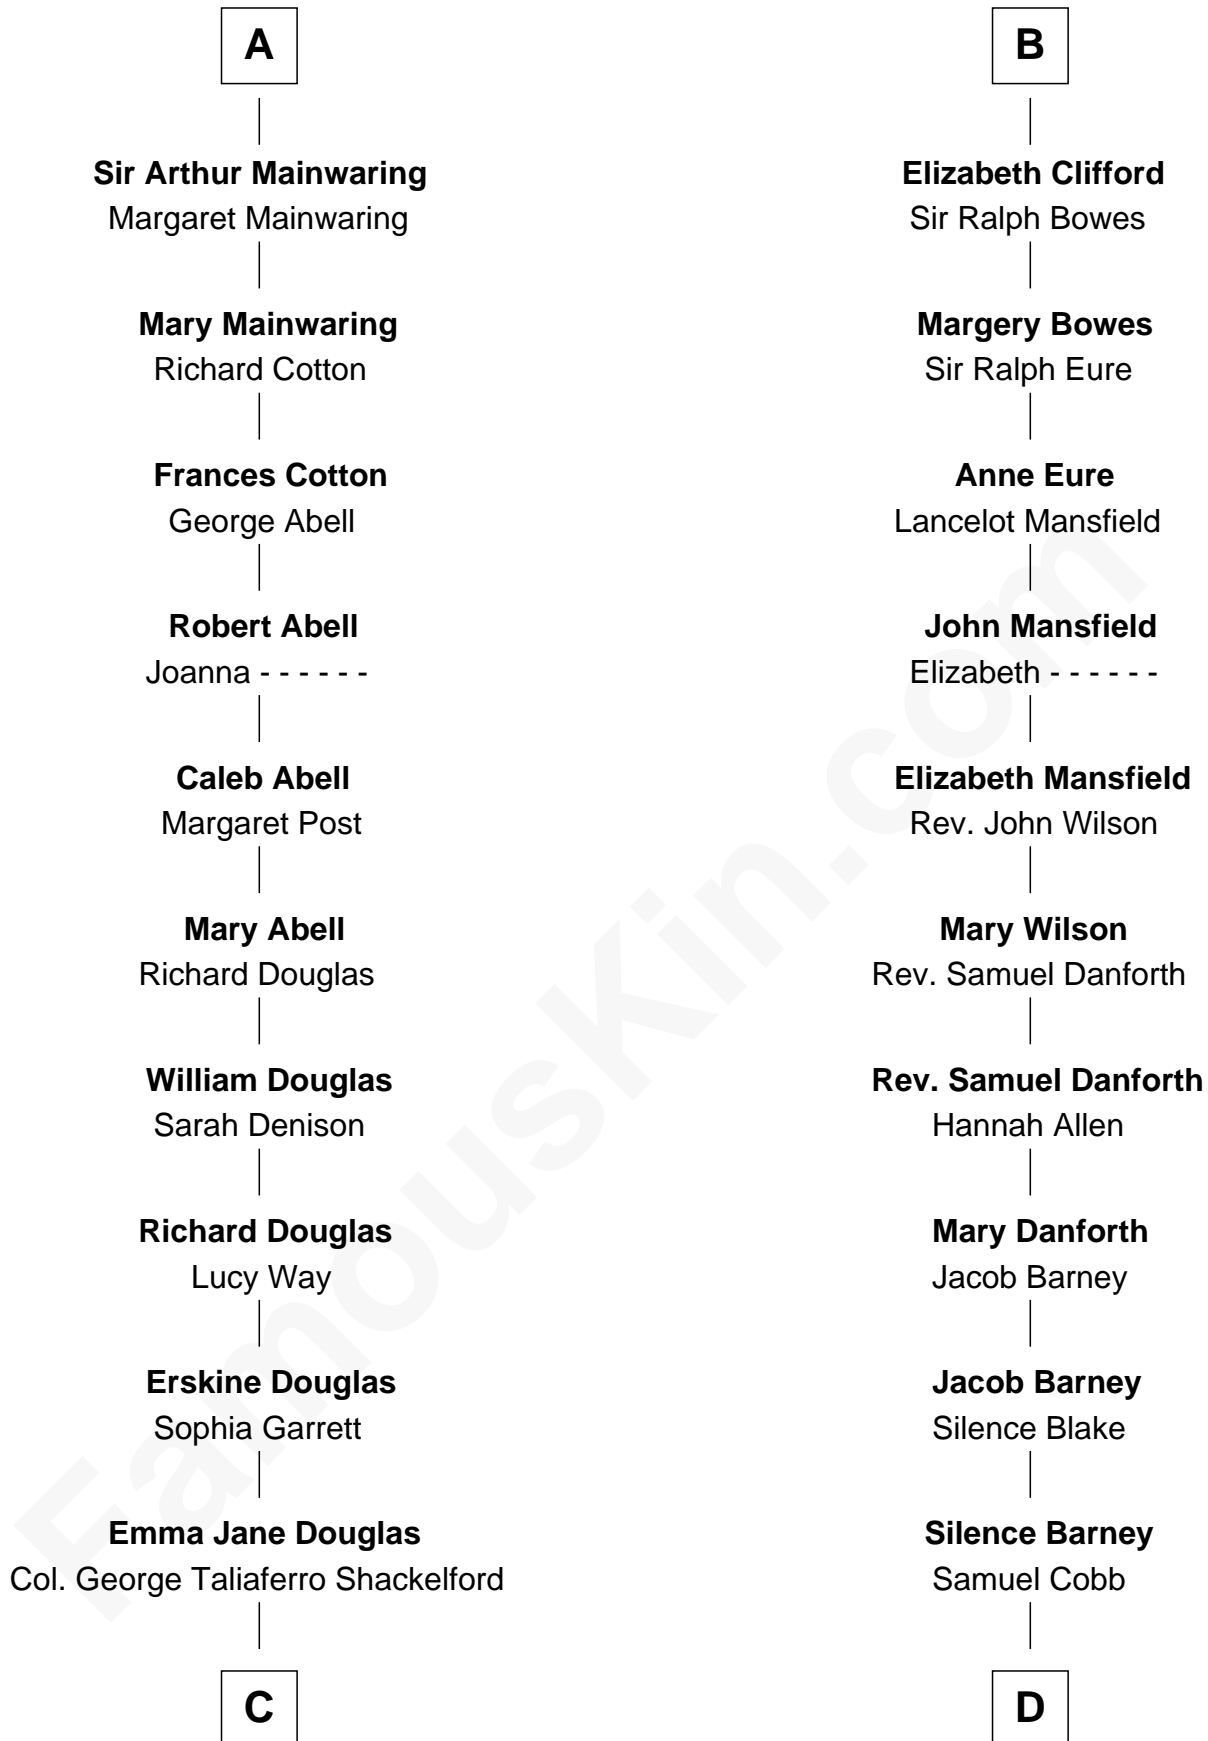 A
Sir Arthur Mainwaring
Margaret Mainwaring
Mary Mainwaring
Richard Cotton
Frances Cotton
George Abell
Robert Abell
Joanna - - - - - -
Caleb Abell
Margaret Post
Mary Abell
Richard Douglas
William Douglas
Sarah Denison
Richard Douglas
Lucy Way
Erskine Douglas
Sophia Garrett
Emma Jane Douglas
Col. George Taliaferro Shackelford
C
B
Elizabeth Clifford
Sir Ralph Bowes
Margery Bowes
Sir Ralph Eure
Anne Eure
Lancelot Mansfield
John Mansfield
Elizabeth - - - - - -
Elizabeth Mansfield
Rev. John Wilson
Mary Wilson
Rev. Samuel Danforth
Rev. Samuel Danforth
Hannah Allen
Mary Danforth
Jacob Barney
Jacob Barney
Silence Blake
Silence Barney
Samuel Cobb
D
FamousKin.com